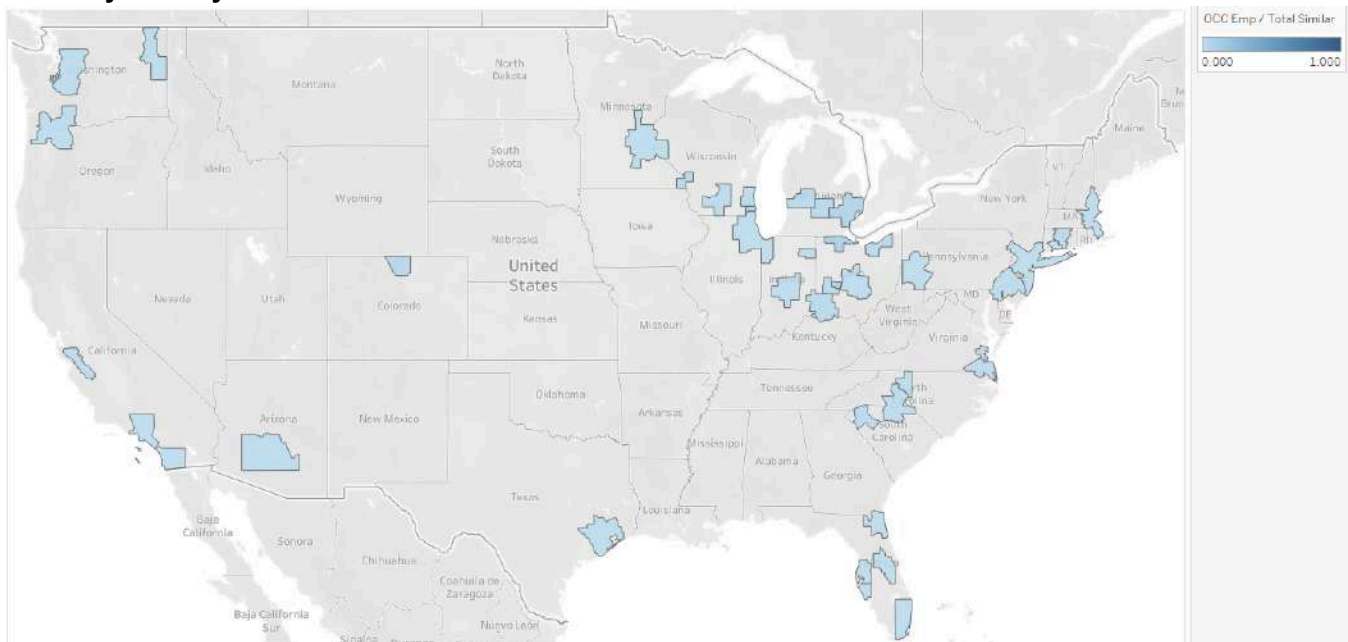 OCC Emp / Total Similar
0.000 1.000
North
Dakota
Montana
Minnesota
Maine
South
Dakota
Wisconsin
VT
Oregon
Idaho
Wyoming
New York
MA
RI
Iowa
Nebraska
Pennsylvania
United
States
Illinois
Nevada
Utah
Colorado
MD
DE
West
Virginia
Kansas
Missouri
Kentucky
Virginia
California
Tennessee
Oklahoma
Arkansas
Arizona
New Mexico
South
Carolina
Mississippi
Alabama
Georgia
Texas
Louisiana
Baja
California
Sonora
Chihuahua
Coahuila de
Zaragoza
Baja California
Sur
Nuevo León